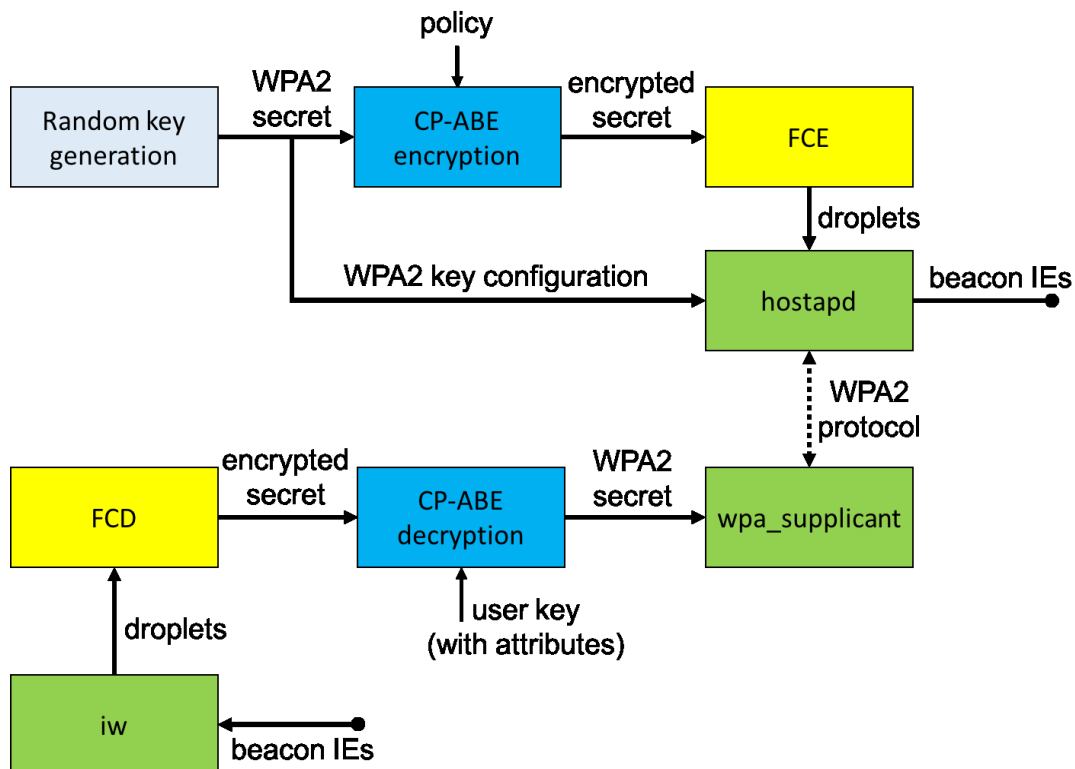 policy
WPA2
secret
encrypted
secret
Random key
generation
CP-ABE
encryption
FCE
droplets
WPA2 key configuration
beacon IEs
hostapd
WPA2
protocol
encrypted
secret
WPA2
secret
FCD
CP-ABE
decryption
wpa_supplicant
droplets
user key
(with attributes)
iw
beacon IEs